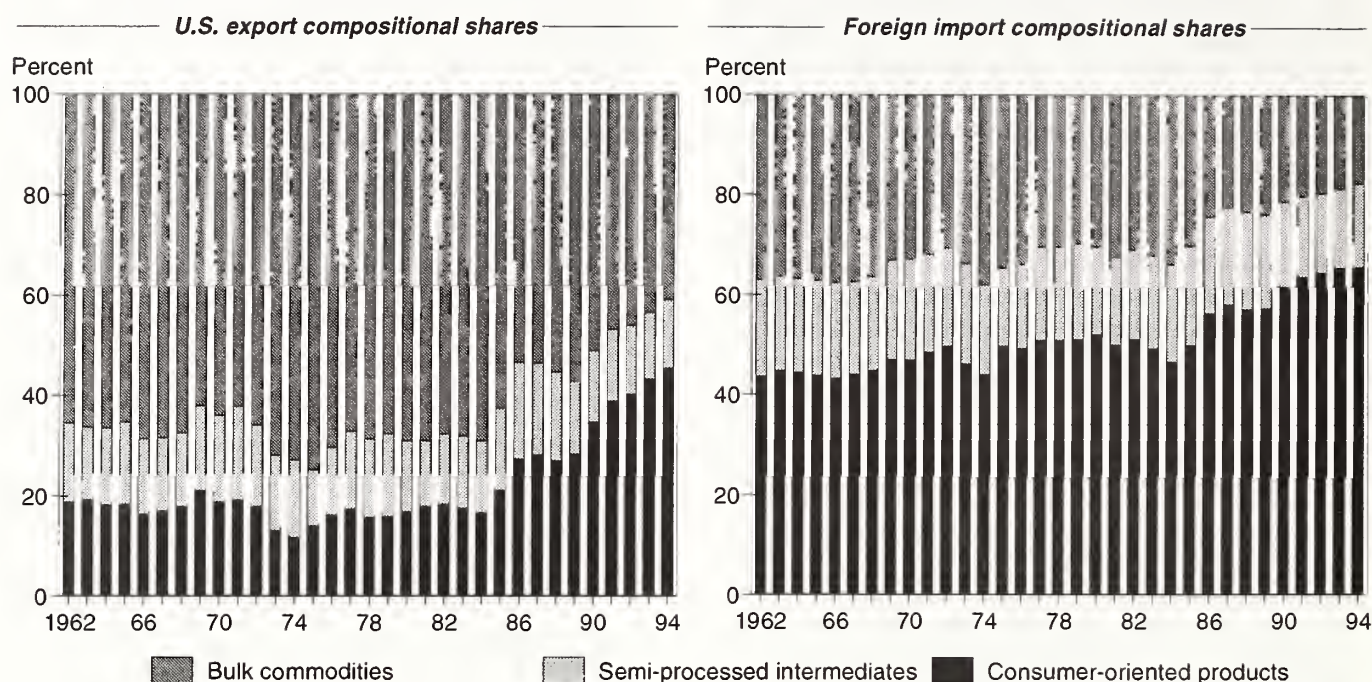 U.S. export compositional shares
Percent
100
80
60
40
20
0
1962 66 70 74 78 82 86 90 94
Foreign import compositional shares
Percent
100
80
60
40
20
0
1962 66 70 74 78 82 86 90 94
Bulk commodities Semi-processed intermediates Consumer-oriented products